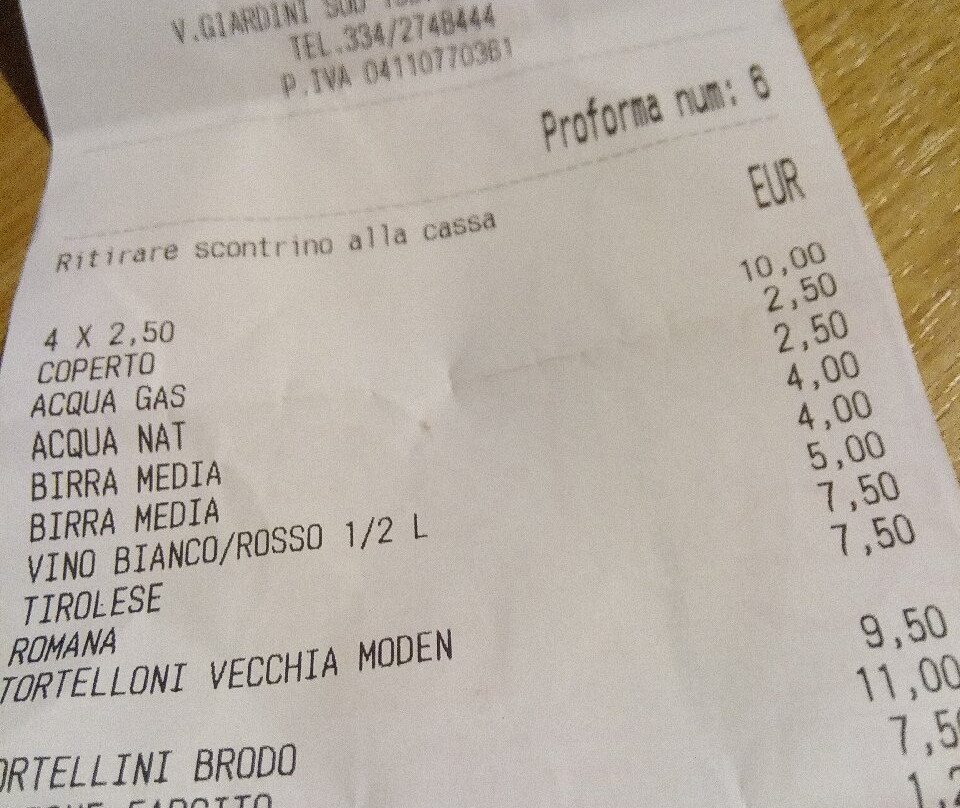 V.GIARDINI SUD
TEL.334/2748444
P.IVA 04110770361
Proforma num: 6
EUR
Ritirare scontrino alla cassa
4 X 2,50
COPERTO 10,00
ACQUA GAS 2,50
ACQUA NAT 2,50
BIRRA MEDIA 4,00
BIRRA MEDIA 4,00
VINO BIANCO/ROSSO 1/2 L 5,00
TIROLESE 7,50
ROMANA 7,50
TORTELLONI VECCHIA MODEN
9,50
ORTELLINI BRODO 11,00
7,50